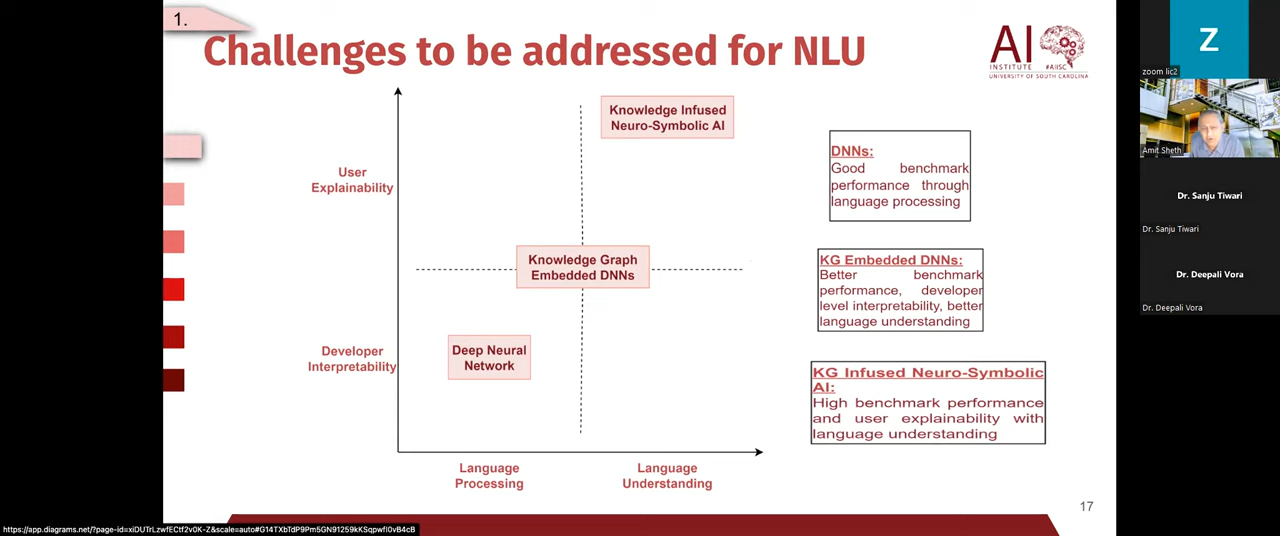 1.
Challenges to be addressed for NLU
AI
INSTITUTE
#AIISC
UNIVERSITY OF SOUTH CAROLINA
Knowledge Infused
Neuro-Symbolic AI
User
Explainability
Knowledge Graph
Embedded DNNs
Developer
Interpretability
Deep Neural
Network
Language
Processing
Language
Understanding
DNNs:
Good benchmark
performance through
language processing
KG Embedded DNNs:
Better benchmark
performance, developer
level interpretability, better
language understanding
KG Infused Neuro-Symbolic
AI:
High benchmark performance
and user explainability with
language understanding
17
Z
zoom lic2
Amit Sheth
Dr. Sanju Tiwari
Dr. Sanju Tiwari
Dr. Deepali Vora
Dr. Deepali Vora